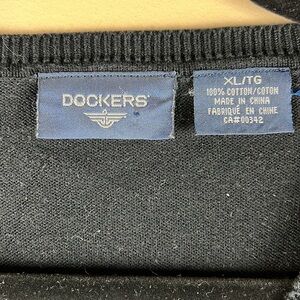 DOCKERS
XL/TG
100% COTTON/COTON
MADE IN CHINA
FABRIQUÉ EN CHINE
CA#00342